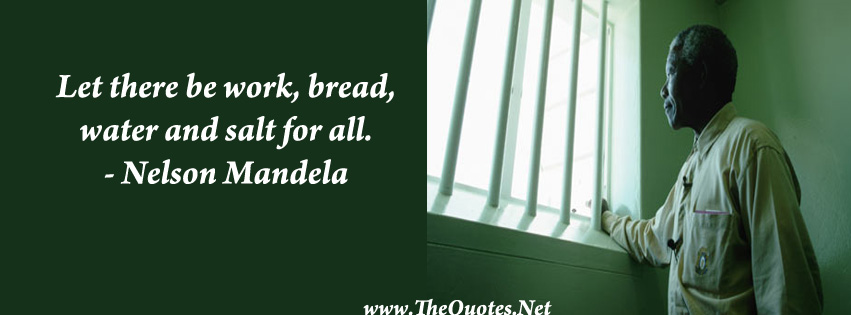 Let there be work, bread,
water and salt for all.
- Nelson Mandela
www.TheQuotes.Net